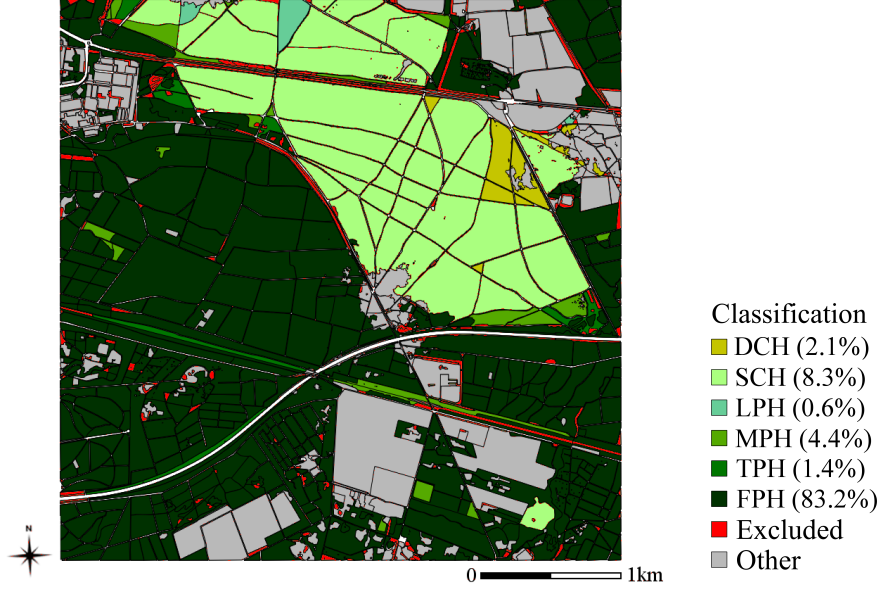 Classification
DCH (2.1%)
SCH (8.3%)
LPH (0.6%)
MPH (4.4%)
TPH (1.4%)
FPH (83.2%)
Excluded
Other
N
0 1km